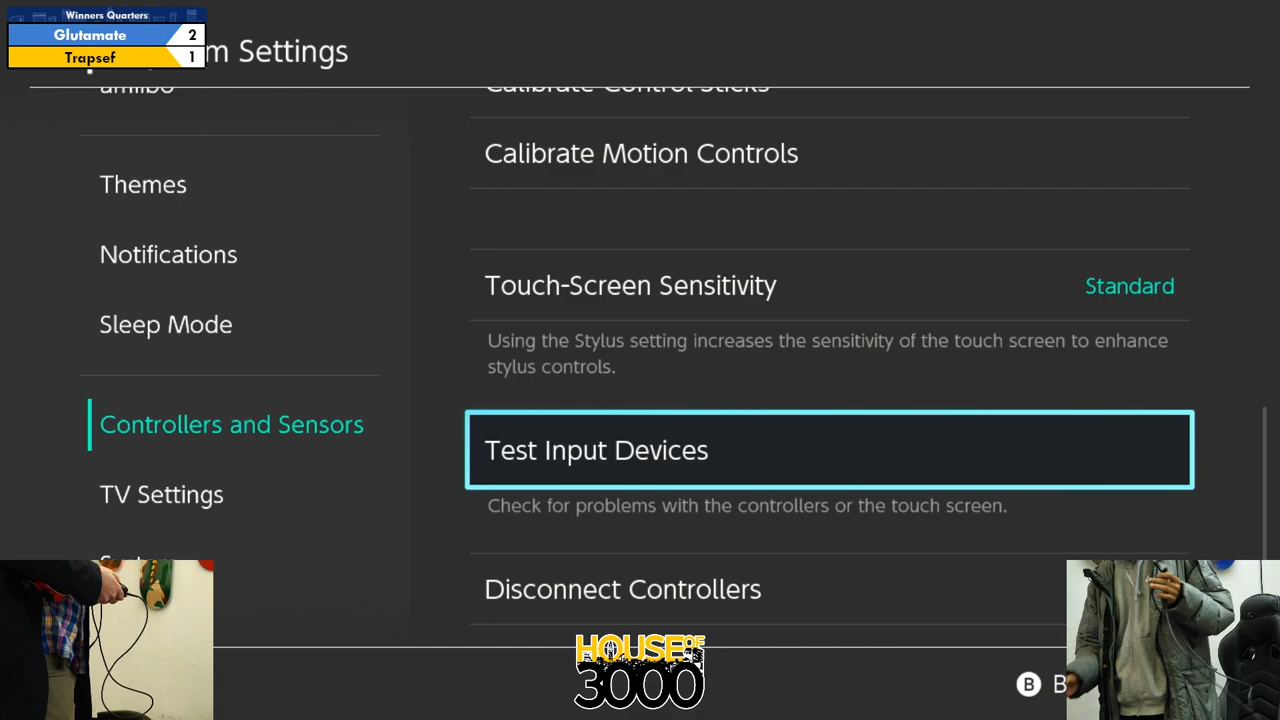 Winners Quarters
Glutamate 2
Trapsef 1
m Settings
amiibo
Themes
Notifications
Sleep Mode
Controllers and Sensors
TV Settings
Calibrate Control Sticks
Calibrate Motion Controls
Touch-Screen Sensitivity Standard
Using the Stylus setting increases the sensitivity of the touch screen to enhance
stylus controls.
Test Input Devices
Check for problems with the controllers or the touch screen.
Disconnect Controllers
HOUSE OF
3000
B B